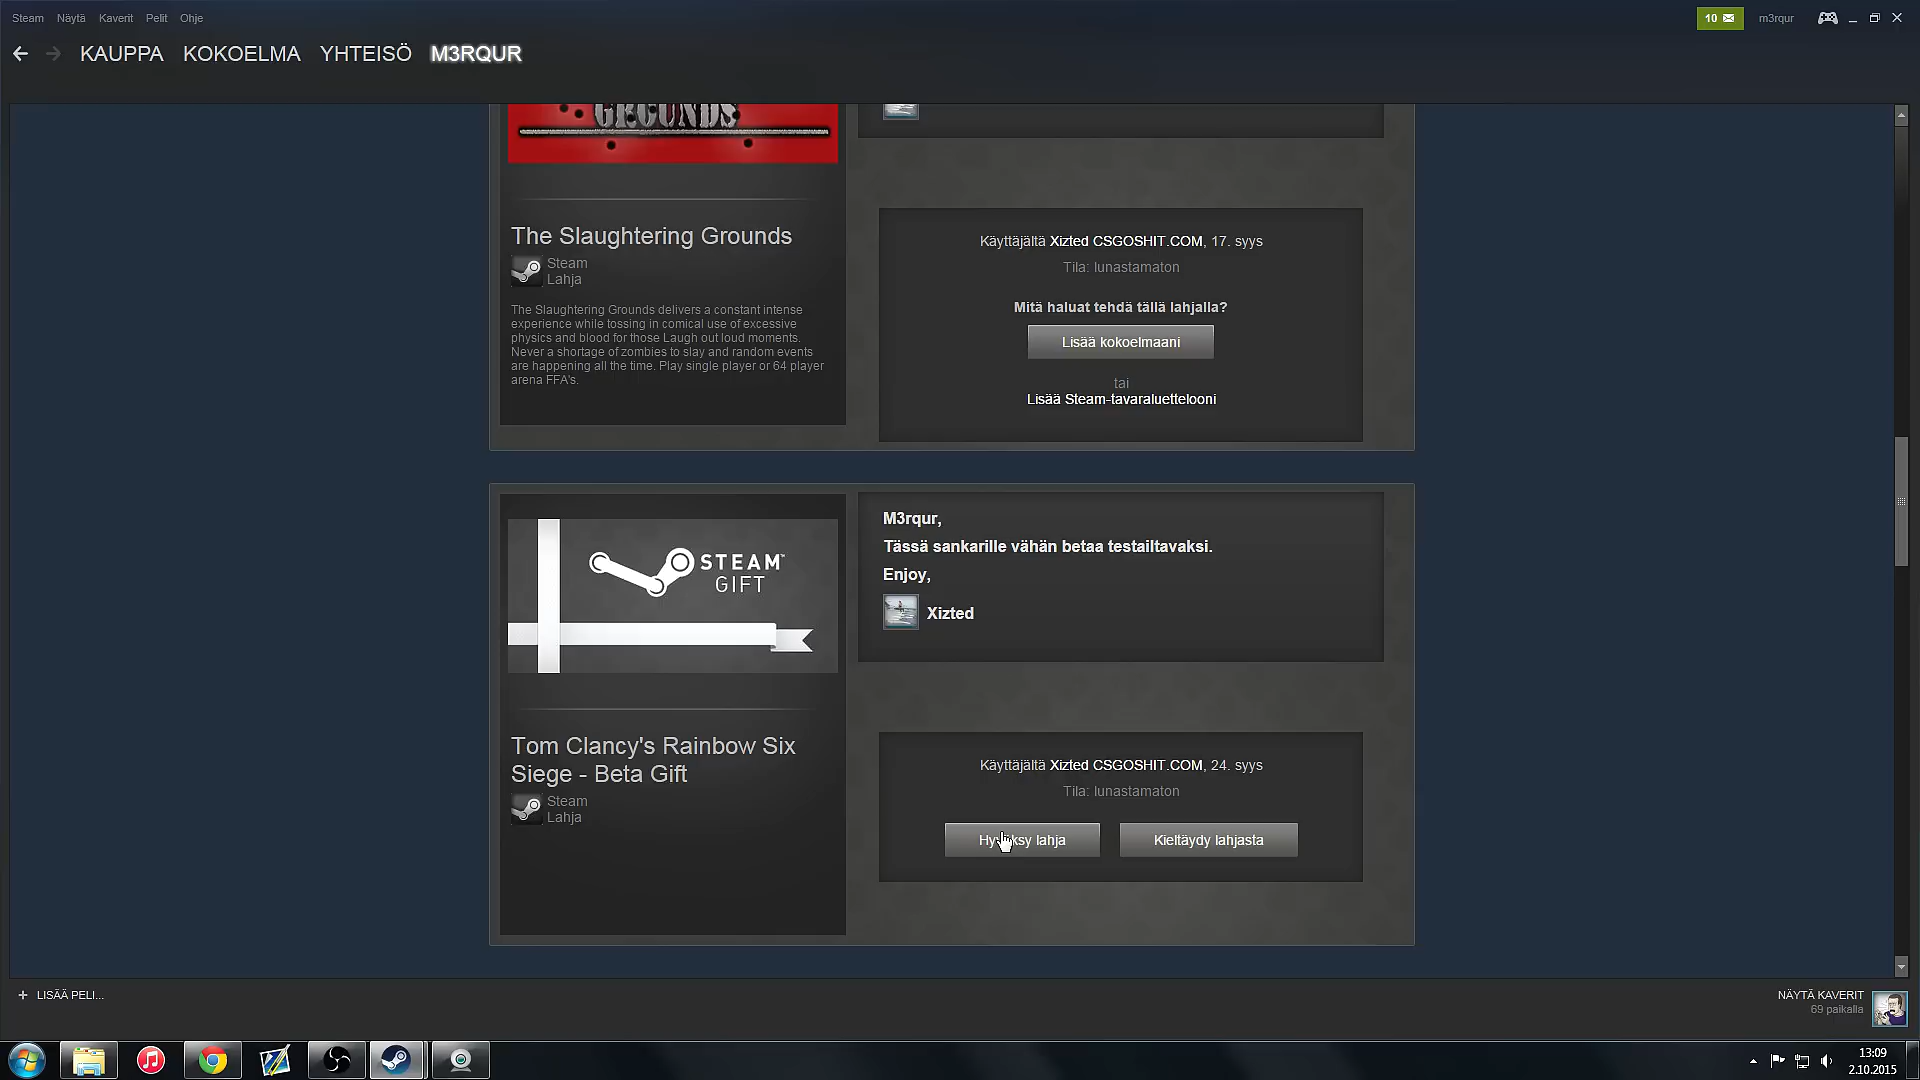 Steam Näytä Kaverit Pelit Ohje
10
m3rqur
KAUPPA KOKOELMA YHTEISÖ M3RQUR
GROUNDS
The Slaughtering Grounds
Steam
Lahja
The Slaughtering Grounds delivers a constant intense
experience while tossing in comical use of excessive
physics and blood for those Laugh out loud moments.
Never a shortage of zombies to slay and random events
are happening all the time. Play single player or 64 player
arena FFA's.
Käyttäjältä Xizted CSGOSHIT.COM, 17. syys
Tila: lunastamaton
Mitä haluat tehdä tällä lahjalla?
Lisää kokoelmaani
tai
Lisää Steam-tavaraluettelooni
STEAM™
GIFT
Tom Clancy's Rainbow Six
Siege - Beta Gift
Steam
Lahja
M3rqur,
Tässä sankarille vähän betaa testailtavaksi.
Enjoy,
Xizted
Käyttäjältä Xizted CSGOSHIT.COM, 24. syys
Tila: lunastamaton
Hyväksy lahja
Kieltäydy lahjasta
+ LISÄÄ PELI...
NÄYTÄ KAVERIT
69 paikalla
13:09
2.10.2015